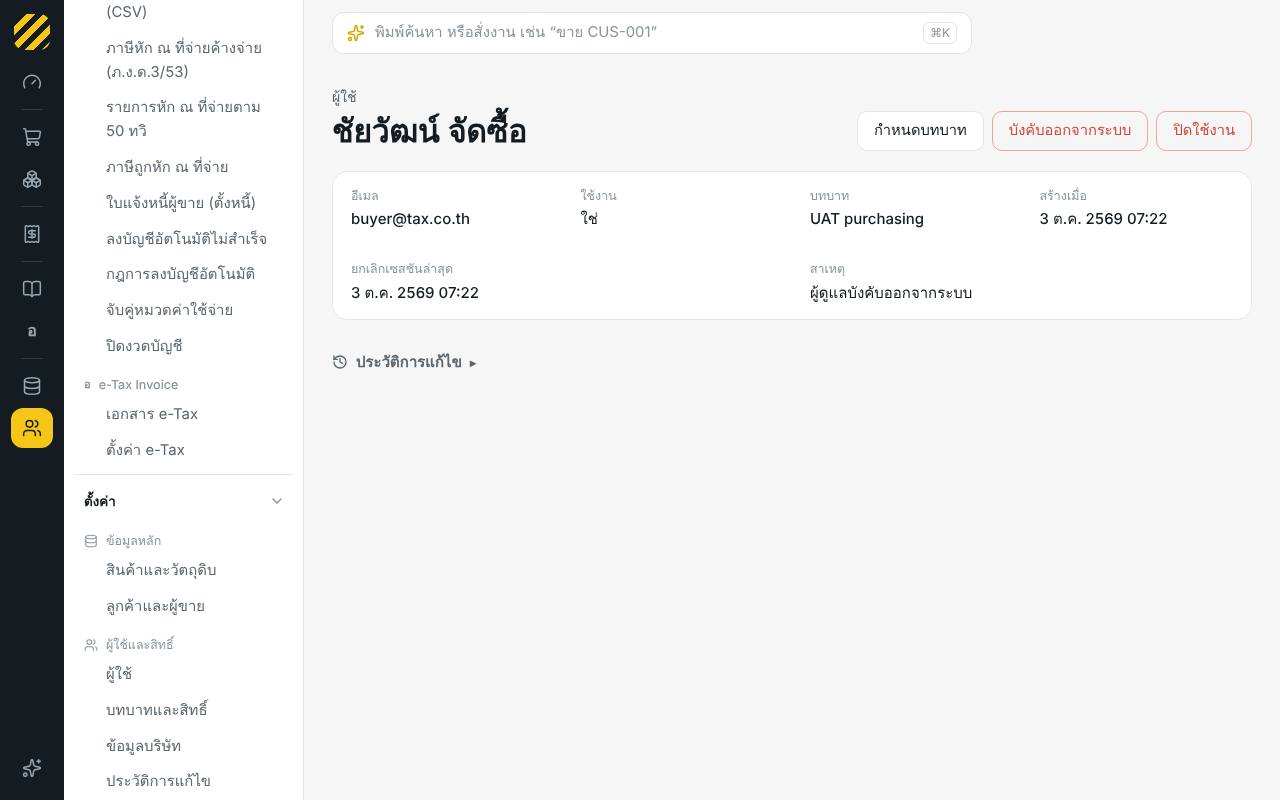 (CSV)
ภาษีหัก ณ ที่จ่ายค้างจ่าย
(ภ.ง.ด.3/53)
รายการหัก ณ ที่จ่ายตาม
50 ทวิ
ภาษีถูกหัก ณ ที่จ่าย
ใบแจ้งหนี้ผู้ขาย (ตั้งหนี้)
ลงบัญชีอัตโนมัติไม่สำเร็จ
กฎการลงบัญชีอัตโนมัติ
จับคู่หมวดค่าใช้จ่าย
ปิดงวดบัญชี
อ
อ e-Tax Invoice
เอกสาร e-Tax
ตั้งค่า e-Tax
ตั้งค่า
ข้อมูลหลัก
สินค้าและวัตถุดิบ
ลูกค้าและผู้ขาย
ผู้ใช้และสิทธิ์
ผู้ใช้
บทบาทและสิทธิ์
ข้อมูลบริษัท
ประวัติการแก้ไข
พิมพ์ค้นหา หรือสั่งงาน เช่น “ขาย CUS-001” ⌘K
ผู้ใช้
ชัยวัฒน์ จัดซื้อ
กำหนดบทบาท บังคับออกจากระบบ ปิดใช้งาน
อีเมล ใช้งาน บทบาท สร้างเมื่อ
buyer@tax.co.th ใช่ UAT purchasing 3 ต.ค. 2569 07:22
ยกเลิกเซสชันล่าสุด สาเหตุ
3 ต.ค. 2569 07:22 ผู้ดูแลบังคับออกจากระบบ
ประวัติการแก้ไข ▸